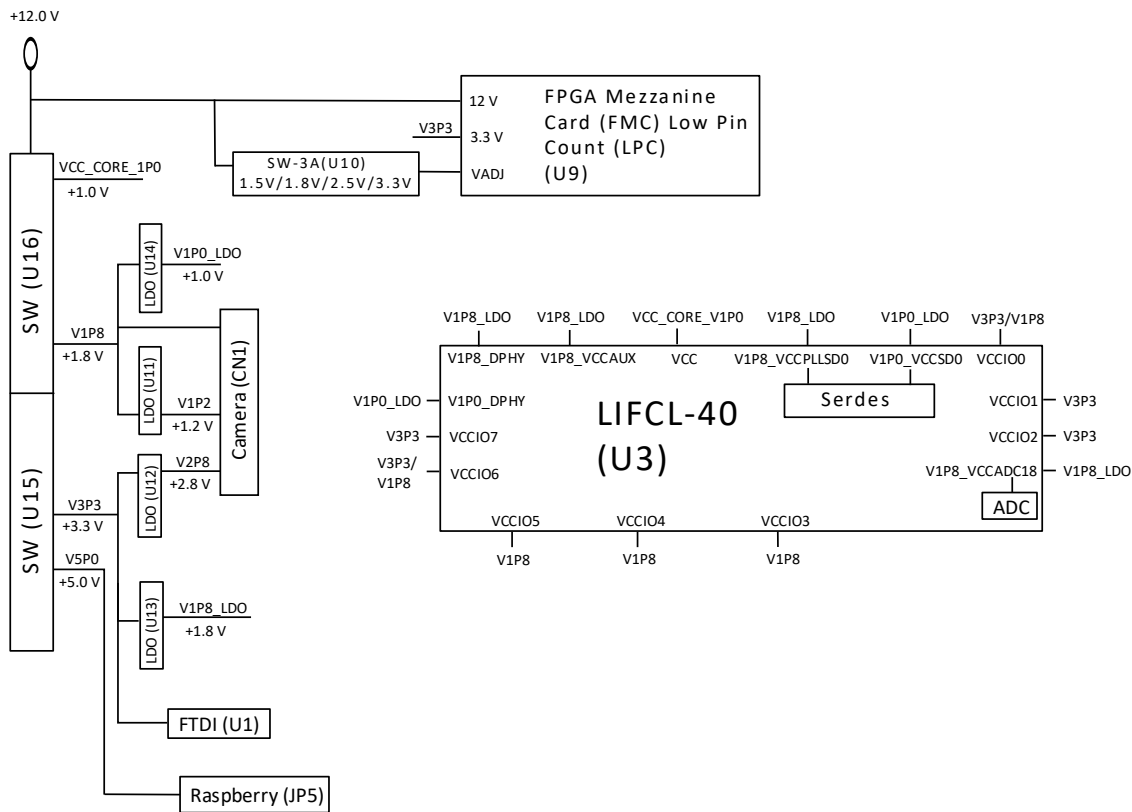 +12.0 V
12 V
FPGA Mezzanine
Card (FMC) Low Pin
Count (LPC)
(U9)
V3P3
3.3 V
SW-3A(U10)
1.5V/1.8V/2.5V/3.3V
VADJ
SW (U16)
VCC_CORE_1P0
+1.0 V
LDO (U14)
V1P0_LDO
+1.0 V
V1P8
+1.8 V
LDO (U11)
V1P2
+1.2 V
Camera (CN1)
SW (U15)
LDO (U12)
V2P8
+2.8 V
V3P3
+3.3 V
V5P0
+5.0 V
LDO (U13)
V1P8_LDO
+1.8 V
FTDI (U1)
Raspberry (JP5)
V1P8_LDO
V1P8_LDO
VCC_CORE_V1P0
V1P8_LDO
V1P0_LDO
V3P3/V1P8
V1P8_DPHY
V1P8_VCCAUX
VCC
V1P8_VCCPLLSD0
V1P0_VCCSD0
VCCIO0
Serdes
V1P0_LDO
V1P0_DPHY
LIFCL-40
(U3)
VCCIO1
V3P3
V3P3
VCCIO7
VCCIO2
V3P3
V3P3/
V1P8
VCCIO6
V1P8_VCCADC18
V1P8_LDO
ADC
VCCIO5
VCCIO4
VCCIO3
V1P8
V1P8
V1P8